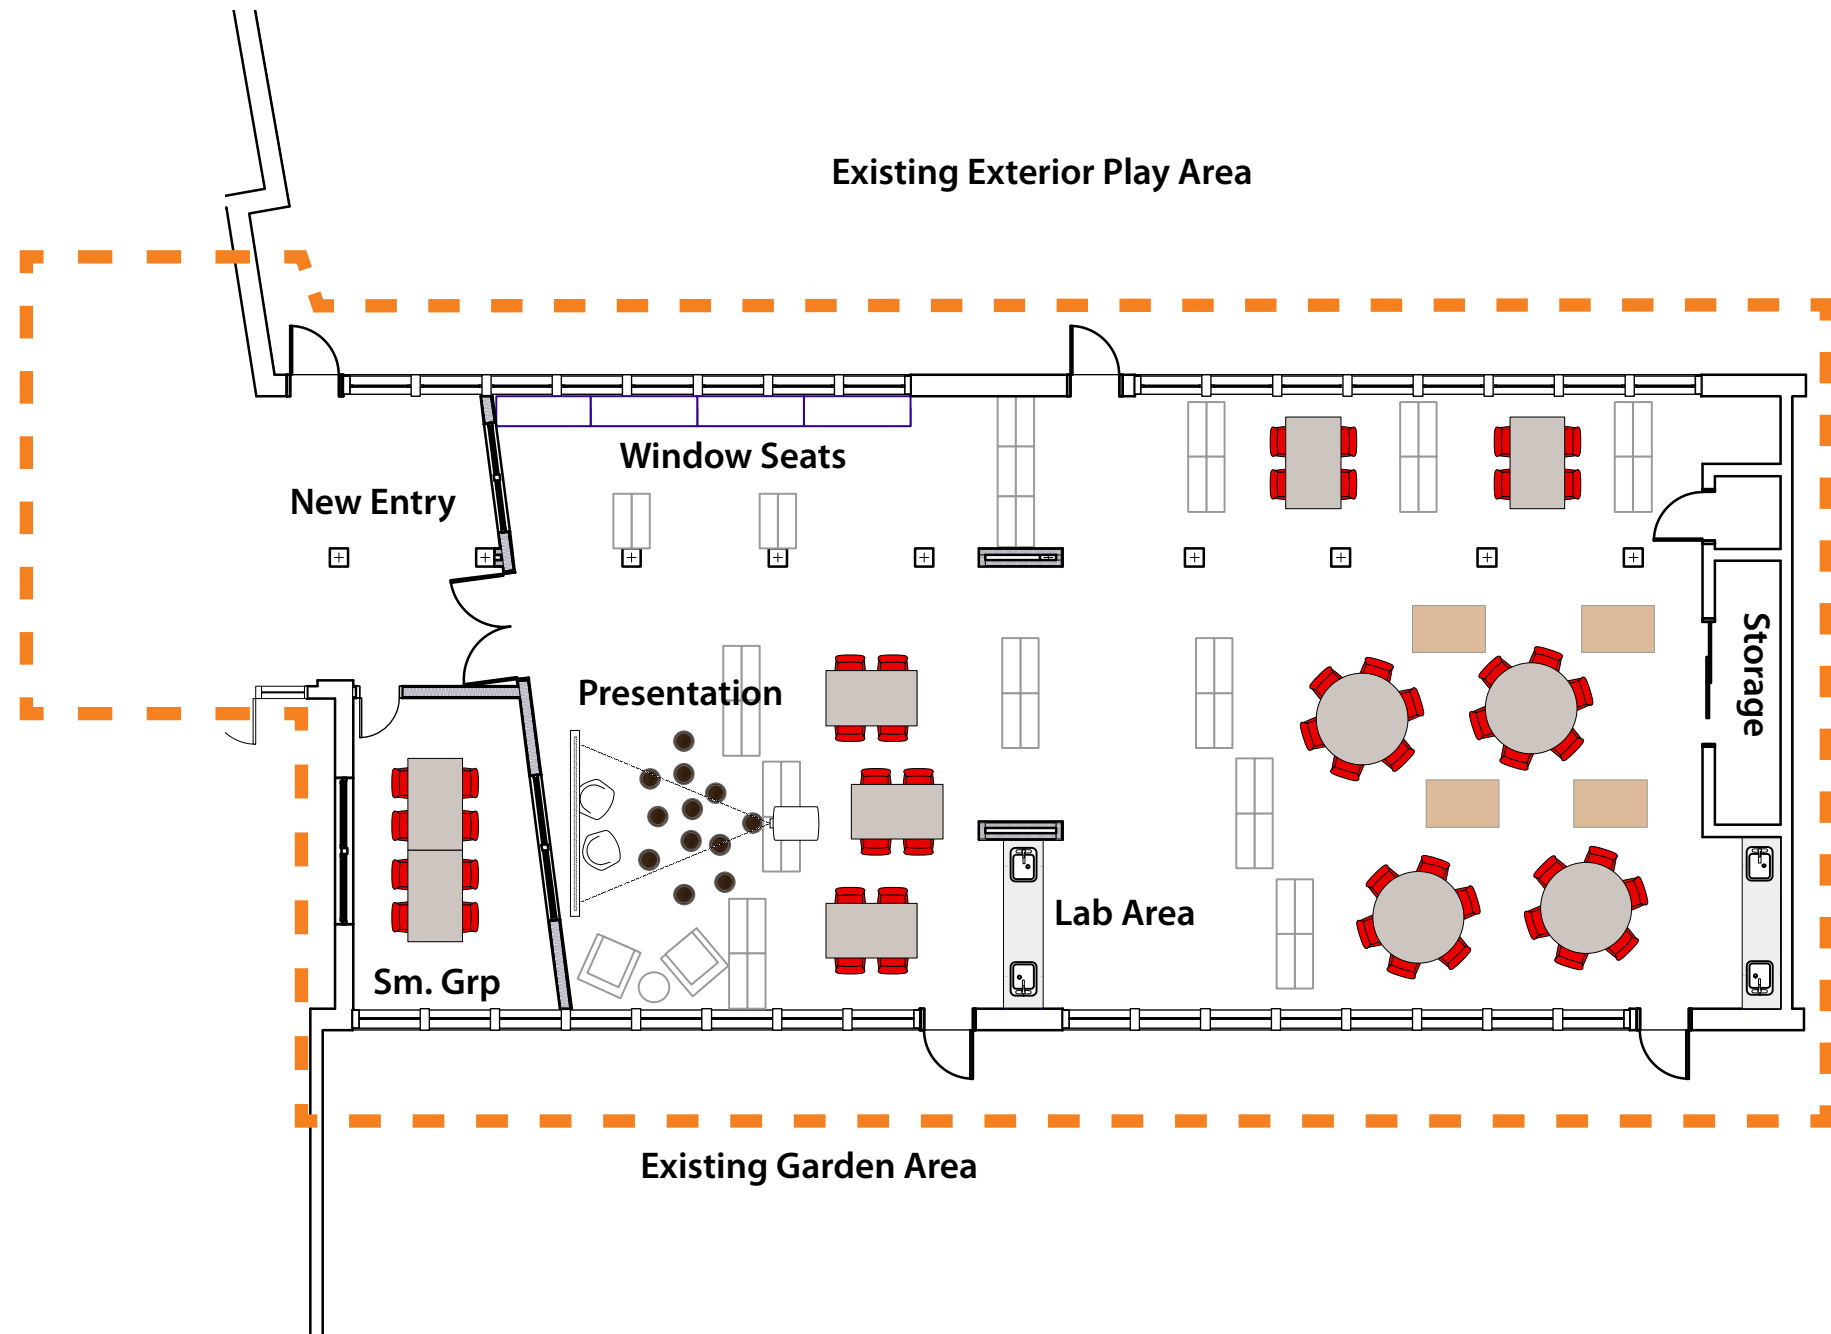 Existing Exterior Play Area
Window Seats
New Entry
Presentation
Storage
Lab Area
Sm. Grp
Existing Garden Area